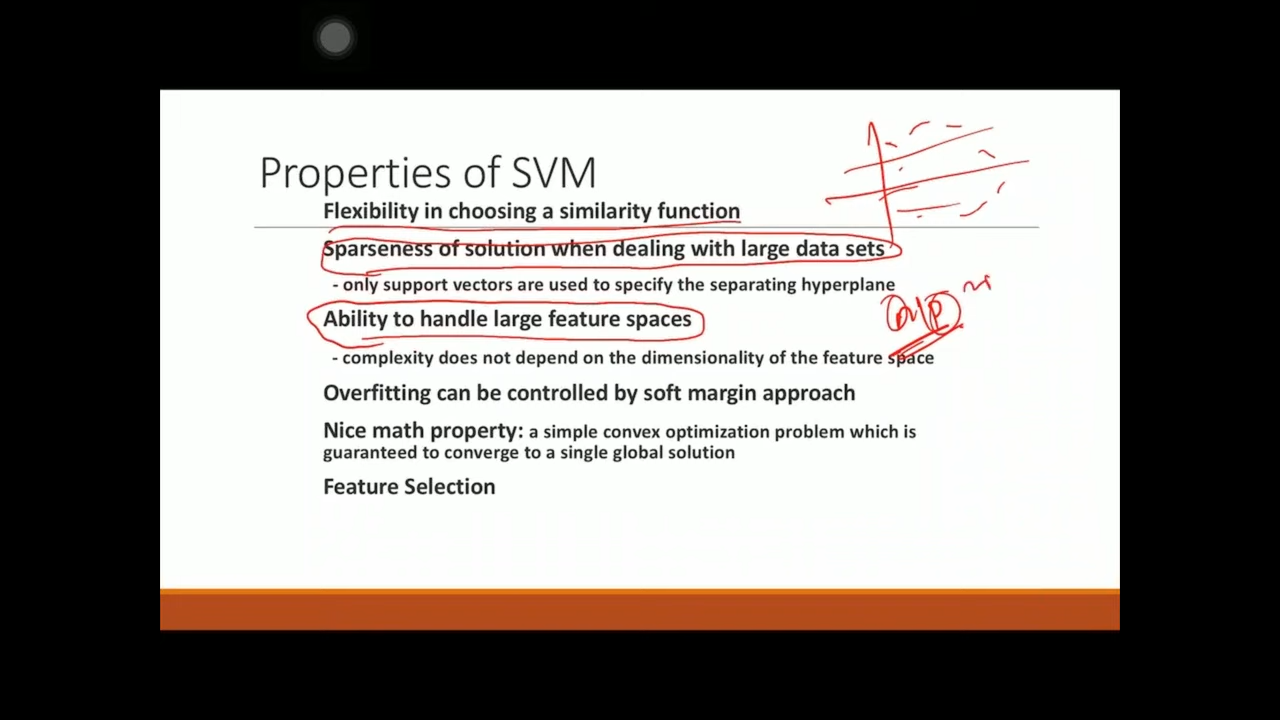 Properties of SVM
Flexibility in choosing a similarity function
Sparseness of solution when dealing with large data sets
- only support vectors are used to specify the separating hyperplane
Ability to handle large feature spaces
- complexity does not depend on the dimensionality of the feature space
Overfitting can be controlled by soft margin approach
Nice math property: a simple convex optimization problem which is
guaranteed to converge to a single global solution
Feature Selection